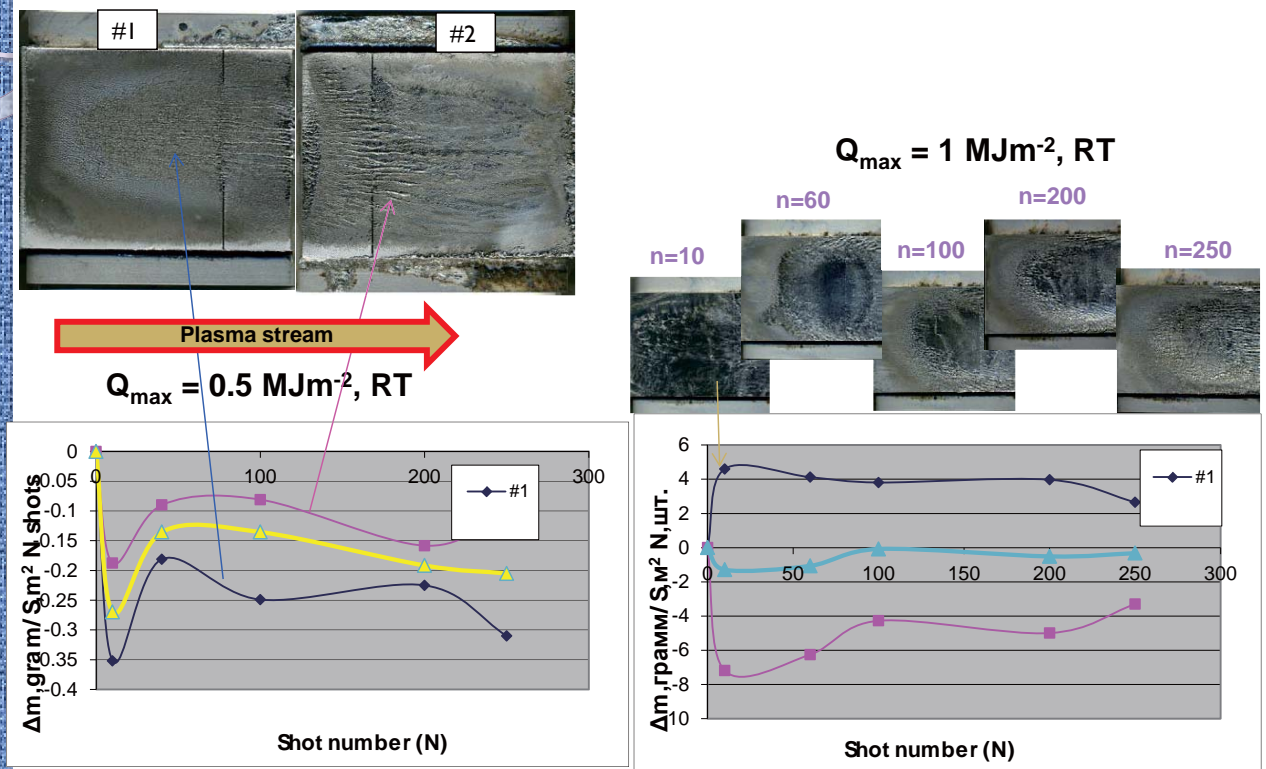 #1
#2
Plasma stream
Qmax = 0.5 MJm-2, RT
0
-0.05
-0.1
-0.15
-0.2
-0.25
-0.3
-0.35
-0.4
0
100
200
300
#1
Δm,gram/ S,m² N, shots
Shot number (N)
Qmax = 1 MJm-2, RT
n=10
n=60
n=100
n=200
n=250
6
4
2
0
-2
-4
-6
-8
10
0
50
100
150
200
250
300
#1
Δm,грамм/ S,м² N,шт.
Shot number (N)